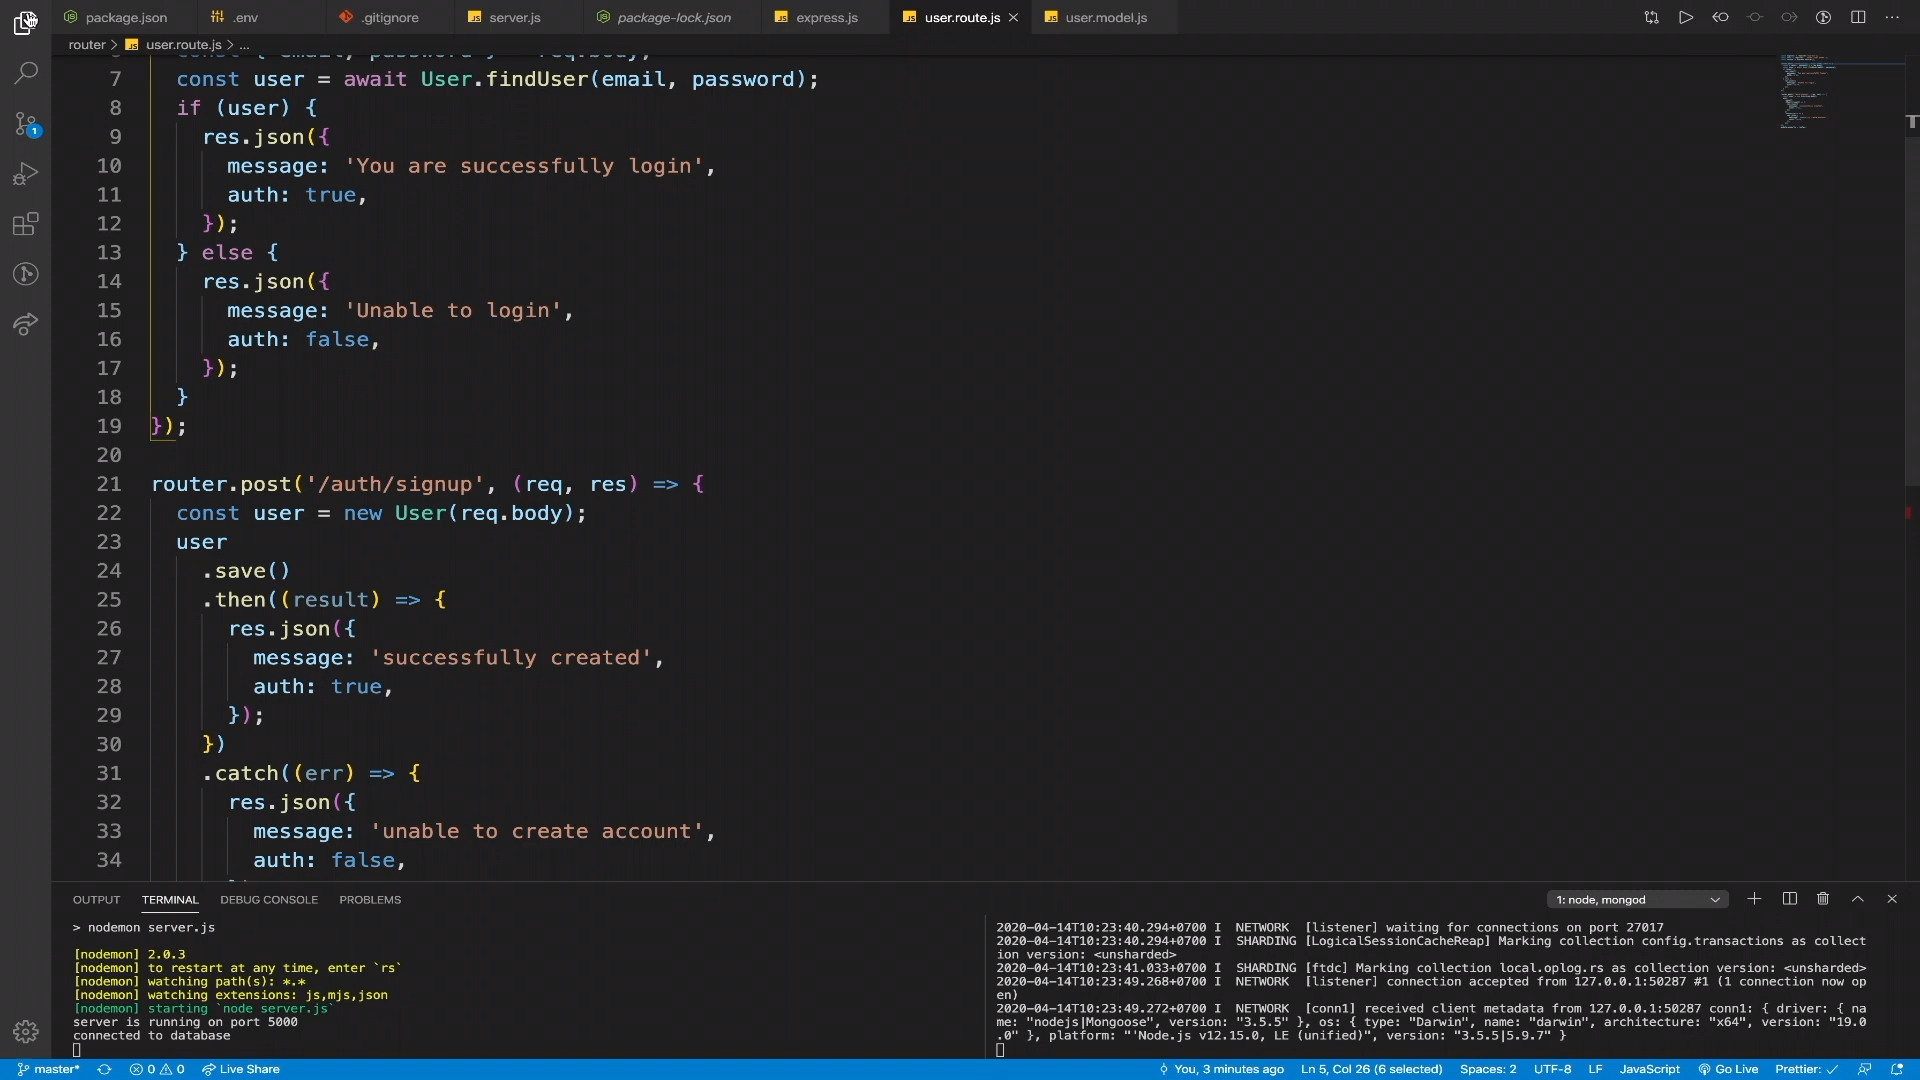 package.json .env .gitignore server.js package-lock.json express.js user.route.js user.model.js
router > user.route.js > ...
7 const user = await User.findUser(email, password);
8 if (user) {
9 res.json({
10 message: 'You are successfully login',
11 auth: true,
12 });
13 } else {
14 res.json({
15 message: 'Unable to login',
16 auth: false,
17 });
18 }
19 });
20
21 router.post('/auth/signup', (req, res) => {
22 const user = new User(req.body);
23 user
24 .save()
25 .then((result) => {
26 res.json({
27 message: 'successfully created',
28 auth: true,
29 });
30 })
31 .catch((err) => {
32 res.json({
33 message: 'unable to create account',
34 auth: false,
OUTPUT TERMINAL DEBUG CONSOLE PROBLEMS 1: node, mongod
> nodemon server.js
[nodemon] 2.0.3
[nodemon] to restart at any time, enter `rs`
[nodemon] watching path(s): *.*
[nodemon] watching extensions: js,mjs,json
[nodemon] starting `node server.js`
server is running on port 5000
connected to database
2020-04-14T10:23:40.294+0700 I NETWORK [listener] waiting for connections on port 27017
2020-04-14T10:23:40.294+0700 I SHARDING [LogicalSessionCacheReap] Marking collection config.transactions as collect
ion version: <unsharded>
2020-04-14T10:23:41.033+0700 I SHARDING [ftdc] Marking collection local.oplog.rs as collection version: <unsharded>
2020-04-14T10:23:49.268+0700 I NETWORK [listener] connection accepted from 127.0.0.1:50287 #1 (1 connection now op
en)
2020-04-14T10:23:49.272+0700 I NETWORK [conn1] received client metadata from 127.0.0.1:50287 conn1: { driver: { na
me: "nodejs|Mongoose", version: "3.5.5" }, os: { type: "Darwin", name: "darwin", architecture: "x64", version: "19.0
.0" }, platform: "'Node.js v12.15.0, LE (unified)", version: "3.5.5|5.9.7" }
1
master* 0 0 Live Share You, 3 minutes ago Ln 5, Col 26 (6 selected) Spaces: 2 UTF-8 LF JavaScript Go Live Prettier: ✓